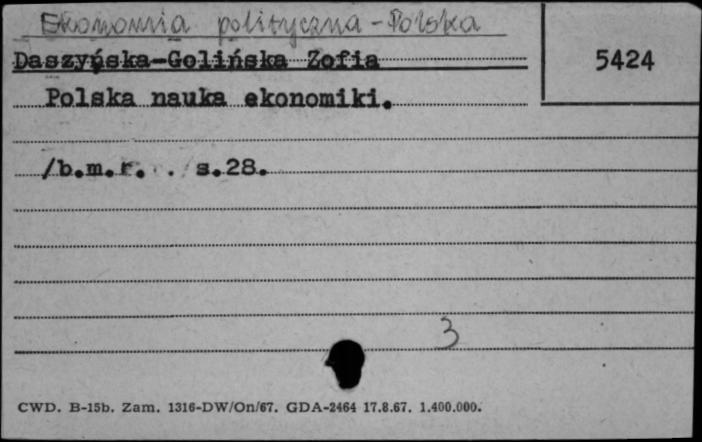 Ekonomia polityczna - Polska
Daszyńska-Golińska Zofia
5424
Polska nauka ekonomiki.
/b.m.r. . s.28.
3
CWD. B-15b. Zam. 1316-DW/On/67. GDA-2464 17.8.67. 1.400.000.